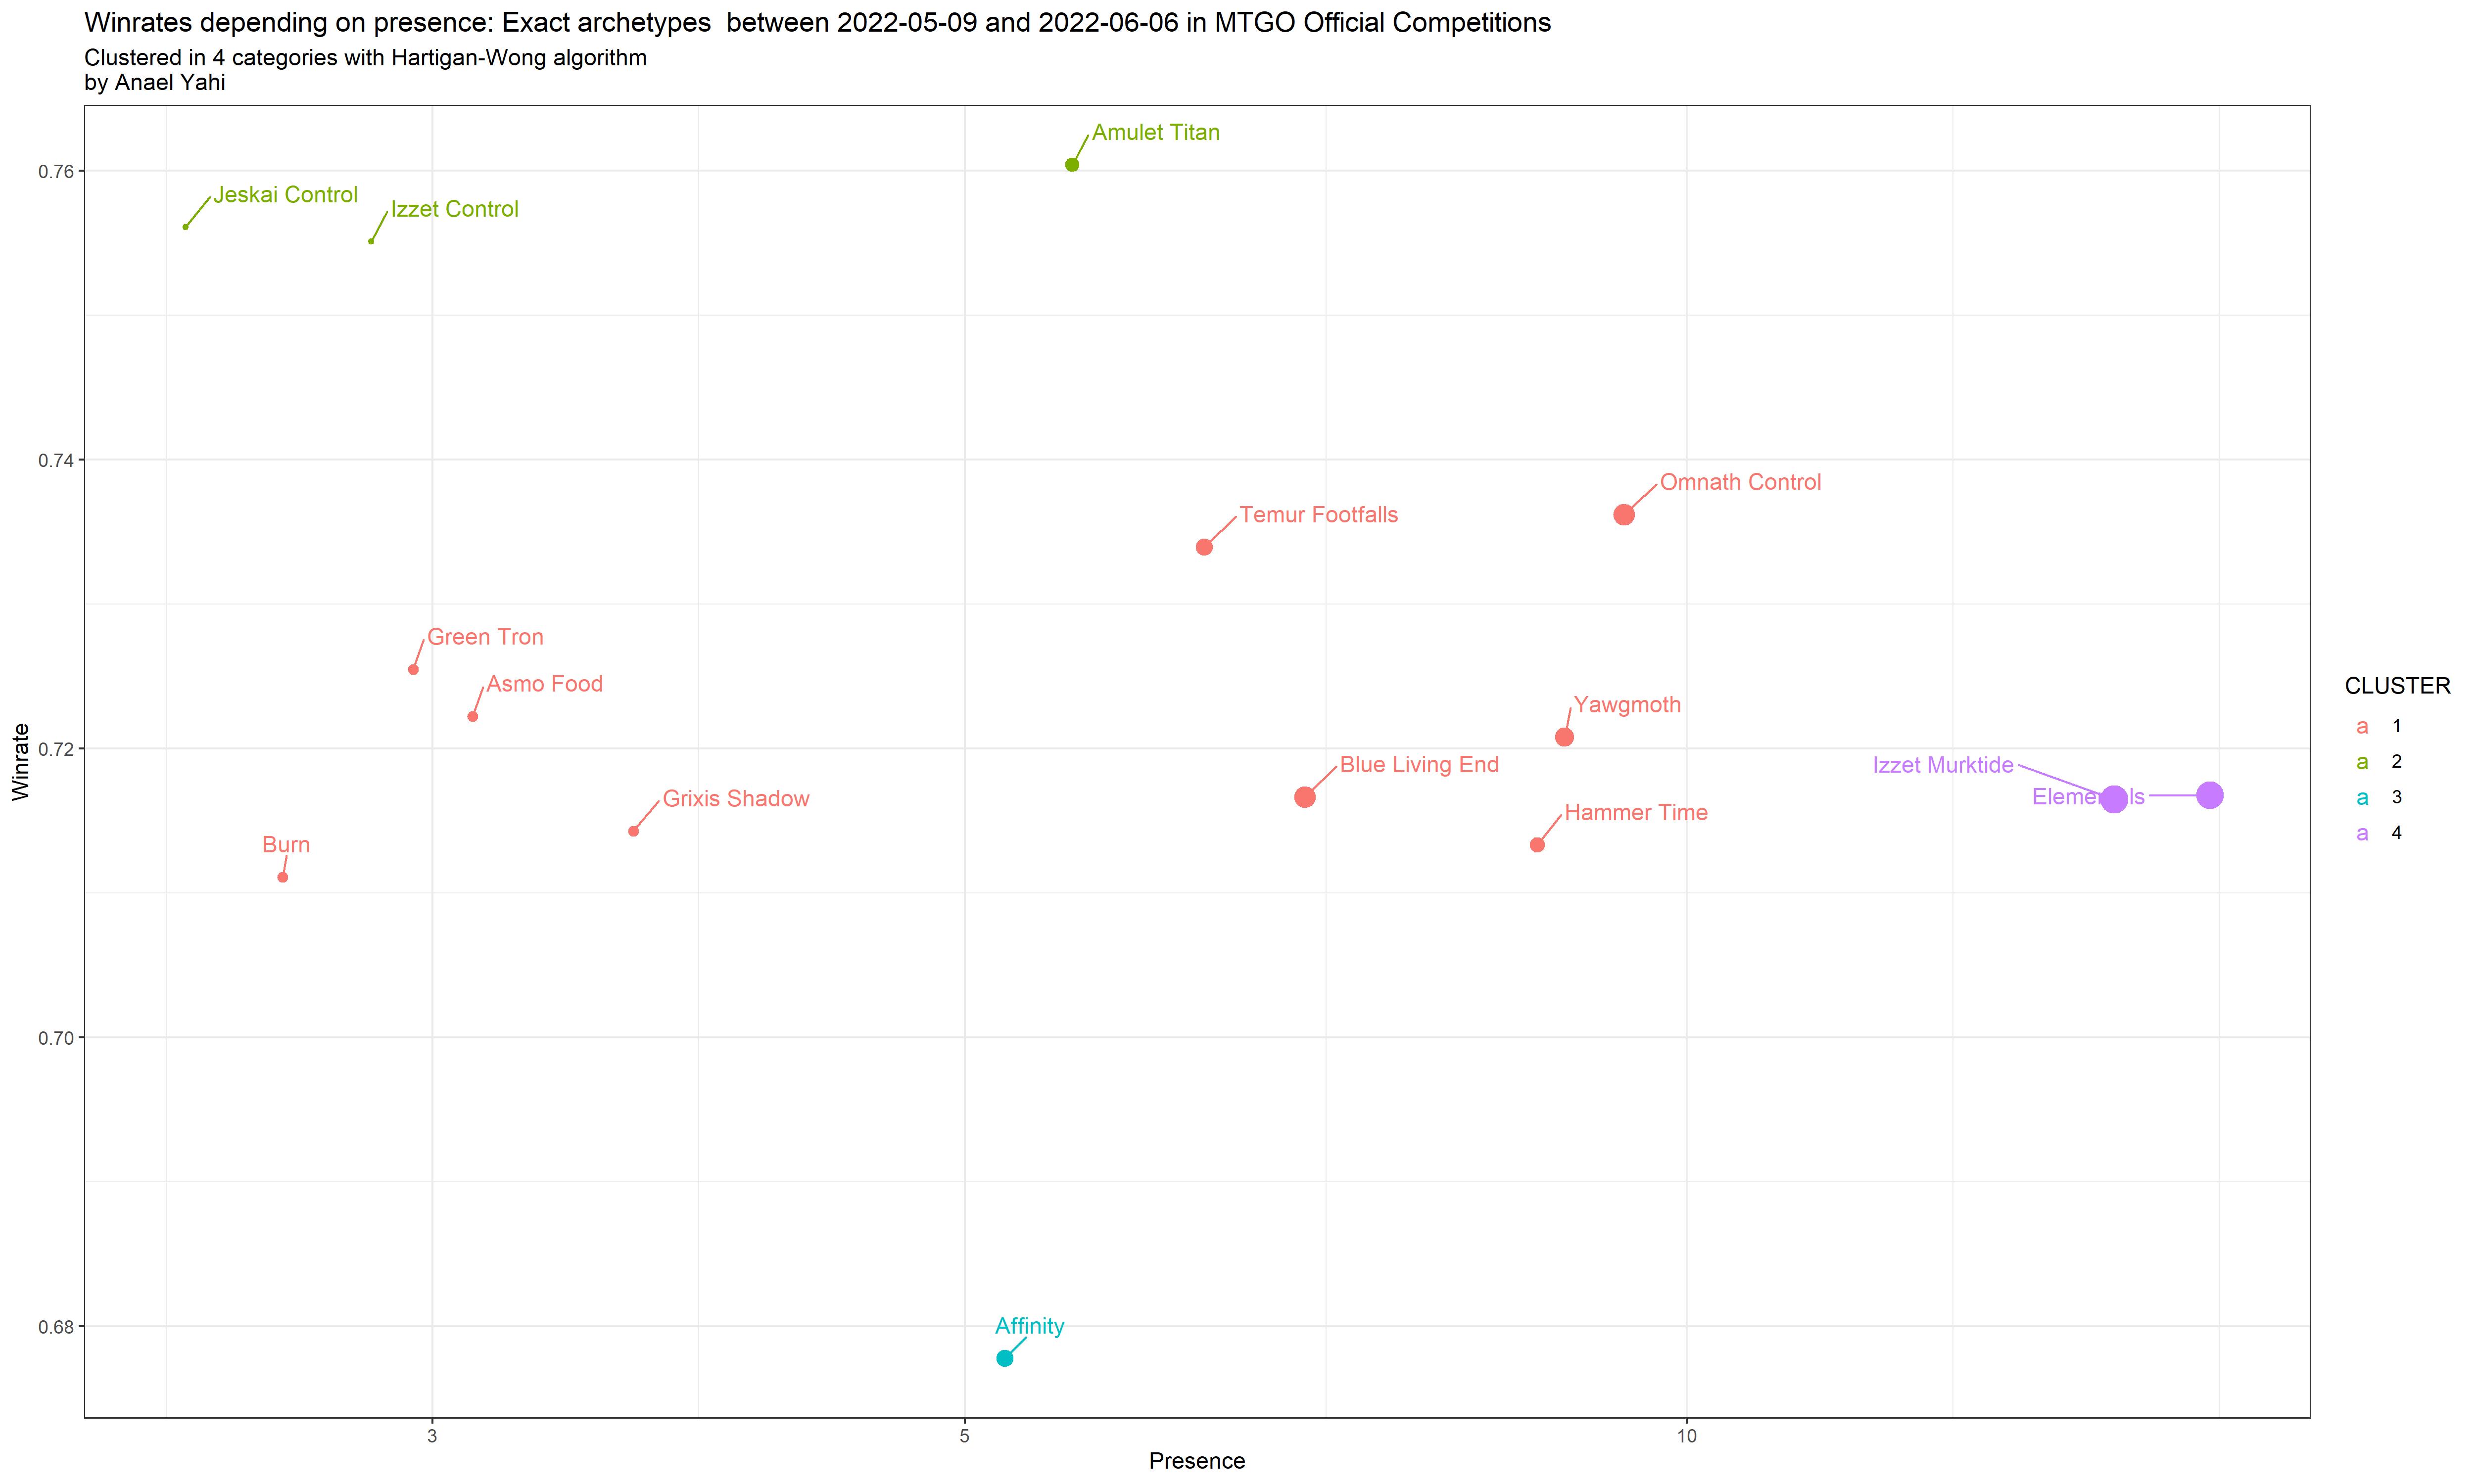 Winrates depending on presence: Exact archetypes  between 2022-05-09 and 2022-06-06 in MTGO Official Competitions
Clustered in 4 categories with Hartigan-Wong algorithm
by Anael Yahi
Amulet Titan
0.76
Jeskai Control
Izzet Control
0.74
Omnath Control
Temur Footfalls
Green Tron
Asmo Food
Yawgmoth
Winrate
0.72
Blue Living End
Izzet Murktide
Elementals
Grixis Shadow
Hammer Time
Burn
0.70
0.68
Affinity
3
5
10
Presence
CLUSTER
a 1
a 2
a 3
a 4